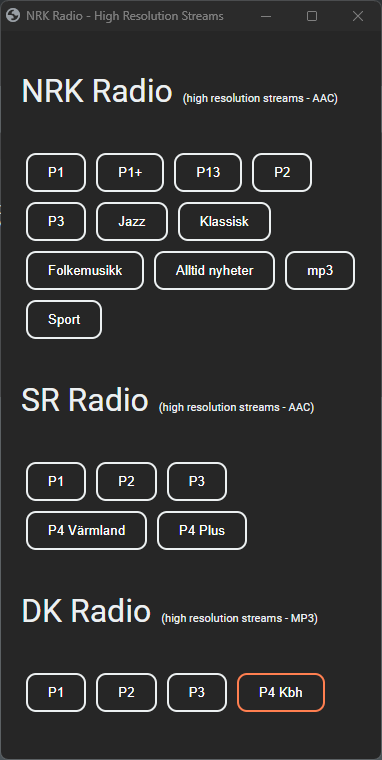 NRK Radio - High Resolution Streams
NRK Radio (high resolution streams - AAC)
P1 P1+ P13 P2
P3 Jazz Klassisk
Folkemusikk Alltid nyheter mp3
Sport
SR Radio (high resolution streams - AAC)
P1 P2 P3
P4 Värmland P4 Plus
DK Radio (high resolution streams - MP3)
P1 P2 P3 P4 Kbh